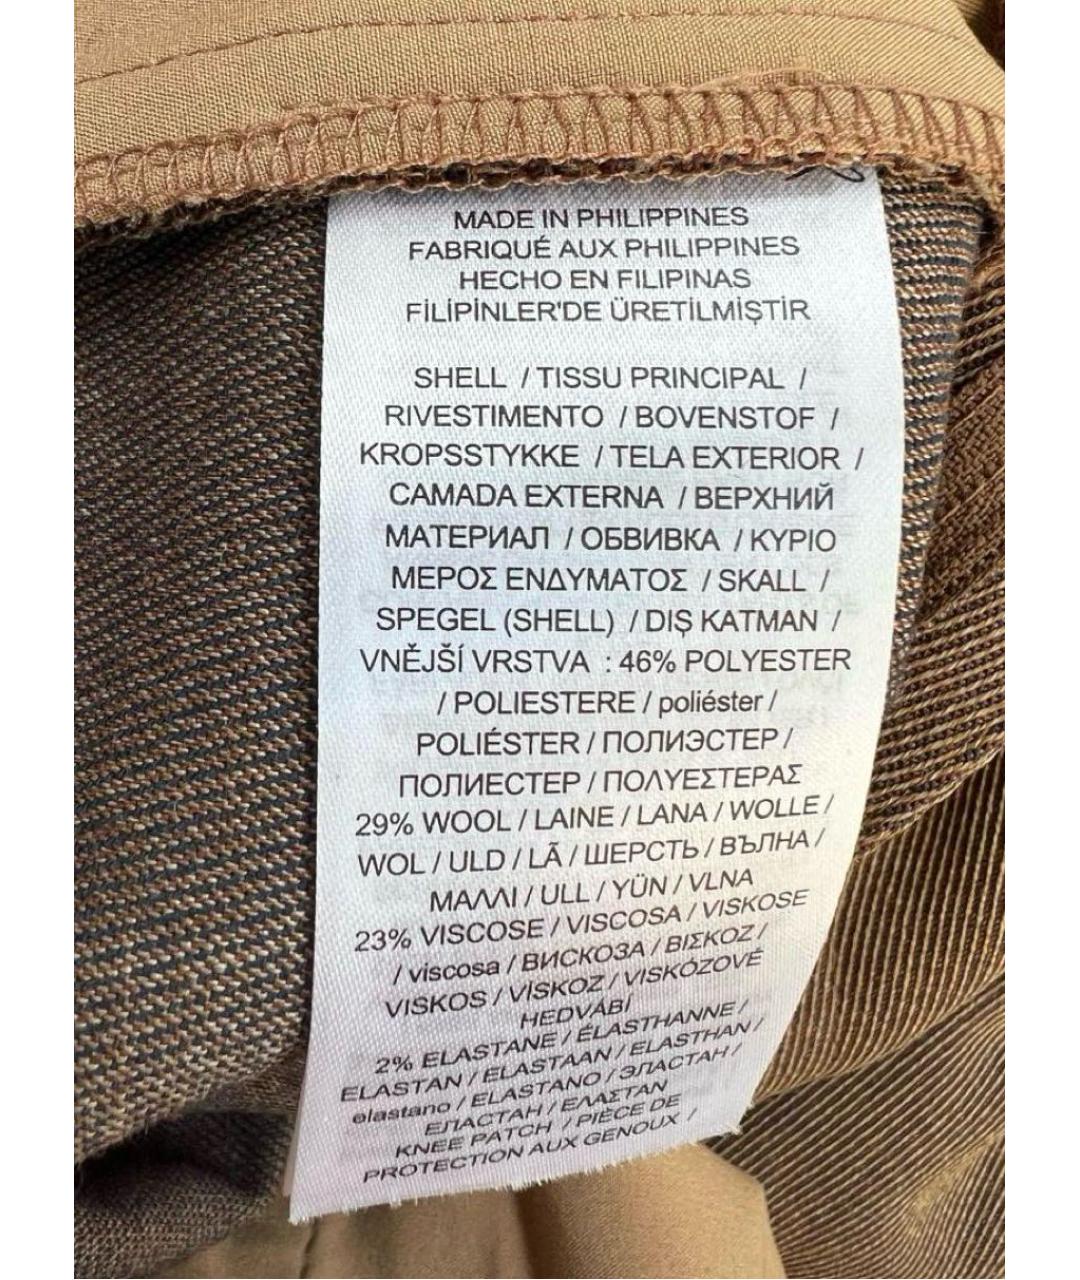 MADE IN PHILIPPINES
FABRIQUÉ AUX PHILIPPINES
HECHO EN FILIPINAS
FİLİPİNLER'DE ÜRETİLMİŞTİR
SHELL / TISSU PRINCIPAL /
RIVESTIMENTO / BOVENSTOF /
KROPSSTYKKE / TELA EXTERIOR /
CAMADA EXTERNA / ВЕРХНИЙ
МАТЕРИАЛ / ОБВИВКА / ΚΥΡΙΟ
ΜΕΡΟΣ ΕΝΔΥΜΑΤΟΣ / SKALL /
SPEGEL (SHELL) / DIŞ KATMAN /
VNĚJŠÍ VRSTVA : 46% POLYESTER
/ POLIESTERE / poliéster /
POLIÉSTER / ПОЛИЭСТЕР /
ПОЛИЕСТЕР / ΠΟΛΥΕΣΤΕΡΑΣ
29% WOOL / LAINE / LANA / WOLLE /
WOL / ULD / LÃ / ШЕРСТЬ / ВЪЛНА /
ΜΑΛΛΙ / ULL / YÜN / VLNA
23% VISCOSE / VISCOSA / VISKOSE
/ viscosa / ВИСКОЗА / ΒΙΣΚΟΖ /
VISKOS / VİSKOZ / VISKÓZOVÉ
HEDVÁBÍ
2% ELASTANE / ÉLASTHANNE /
ELASTAN / ELASTAAN / ELASTHAN /
elastano / ELASTANO / ЭЛАСТАН /
ЕЛАСТАН / ΕΛΑΣΤΑΝ
KNEE PATCH / PIÈCE DE
PROTECTION AUX GENOUX /